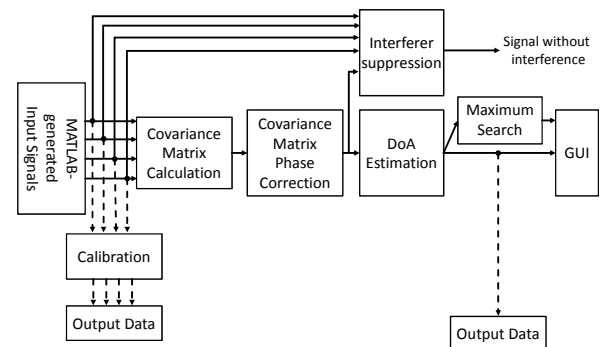 Interferer
suppression
Signal without
interference
MATLAB-
generated
Input Signals
Covariance
Matrix
Calculation
Covariance
Matrix
Phase
Correction
DoA
Estimation
Maximum
Search
GUI
Calibration
Output Data
Output Data